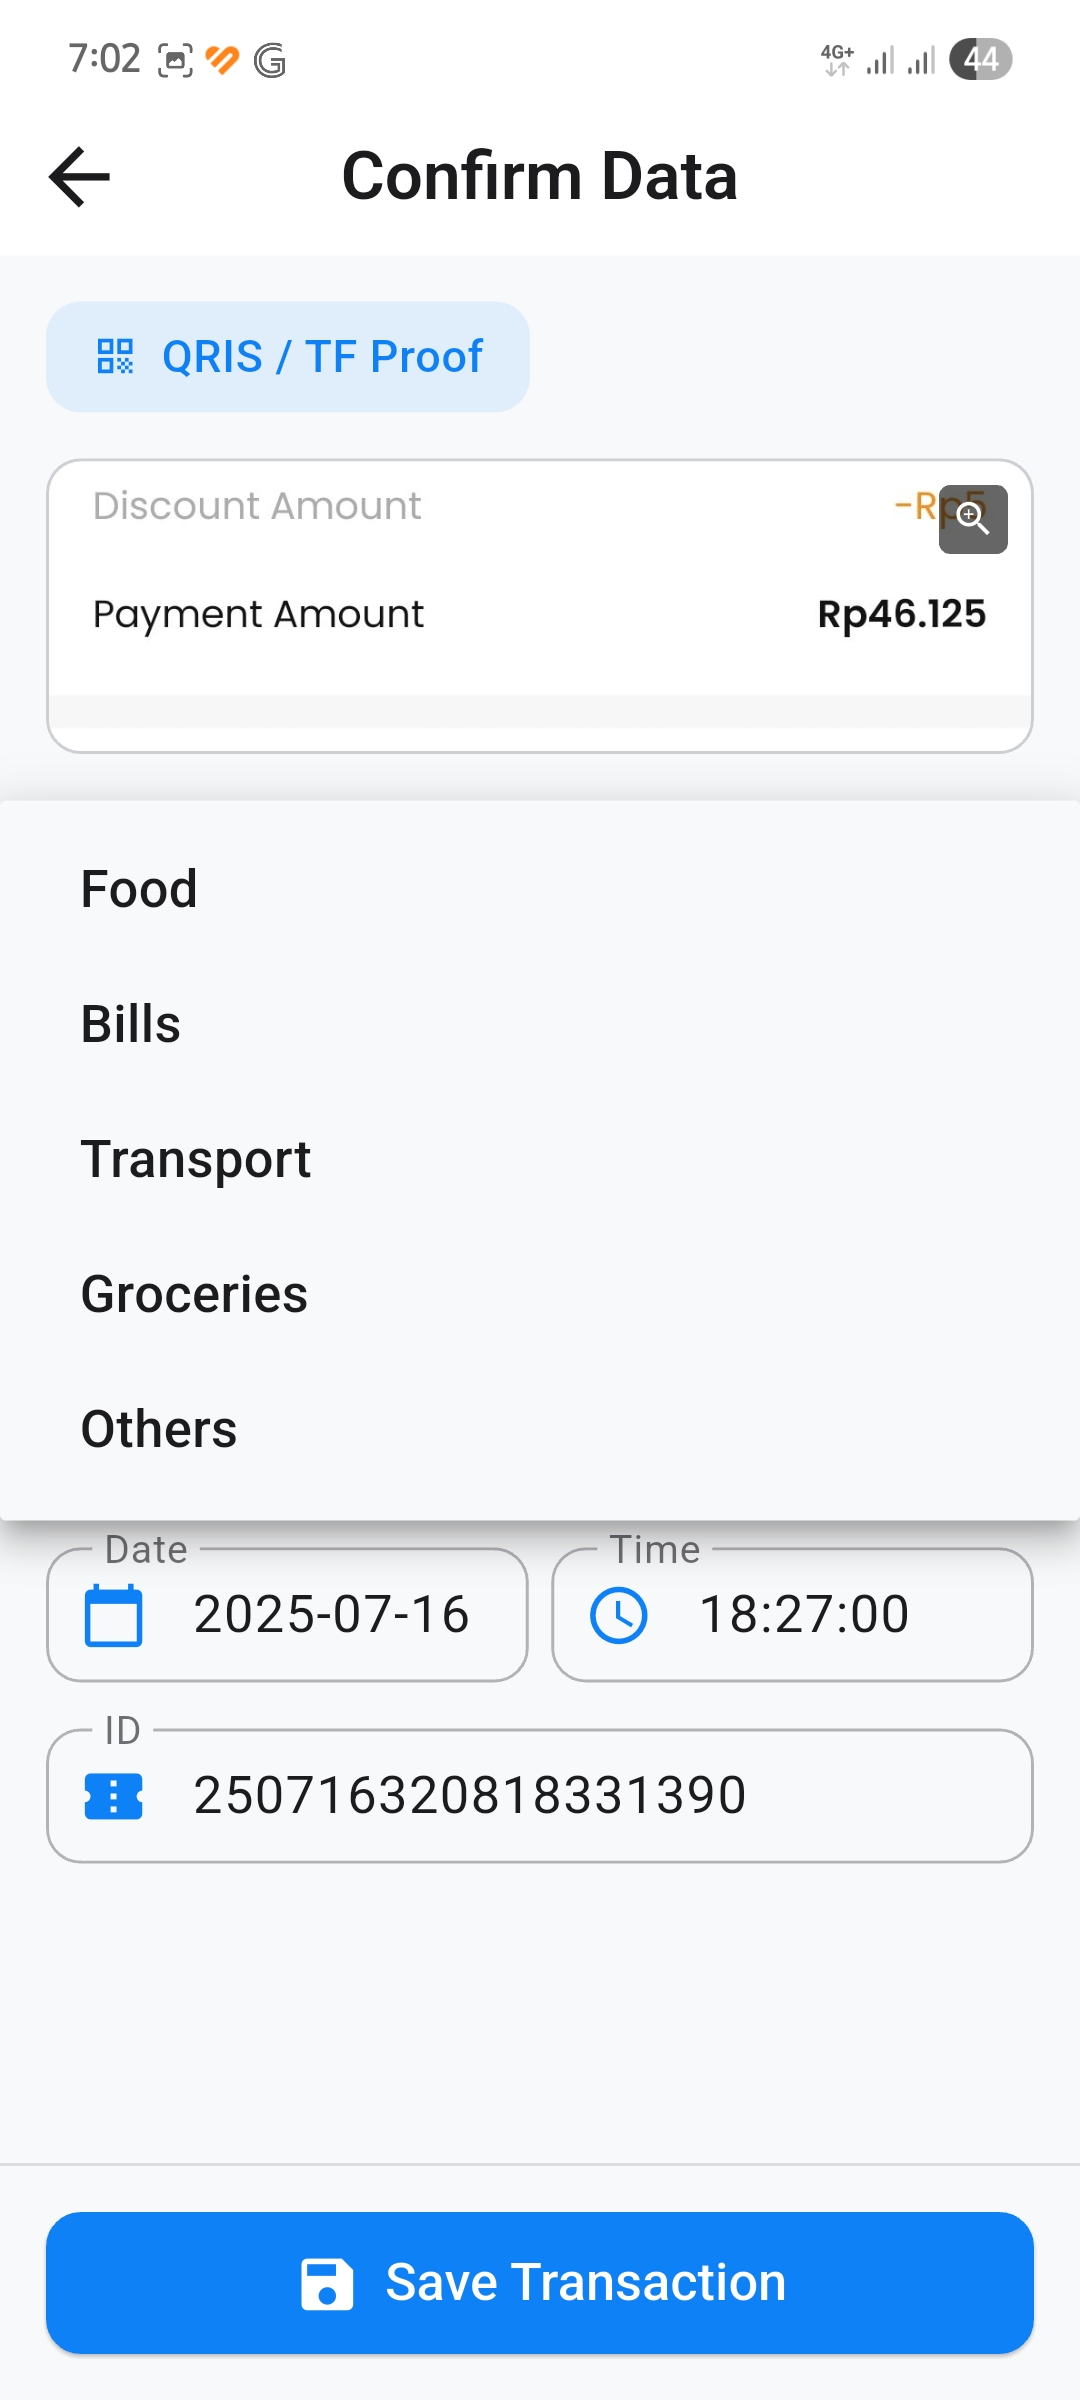 7:02 4G+ 44
Confirm Data
QRIS / TF Proof
Discount Amount -Rp5
Payment Amount Rp46.125
Food
Bills
Transport
Groceries
Others
Date Time
2025-07-16 18:27:00
ID
250716320818331390
Save Transaction